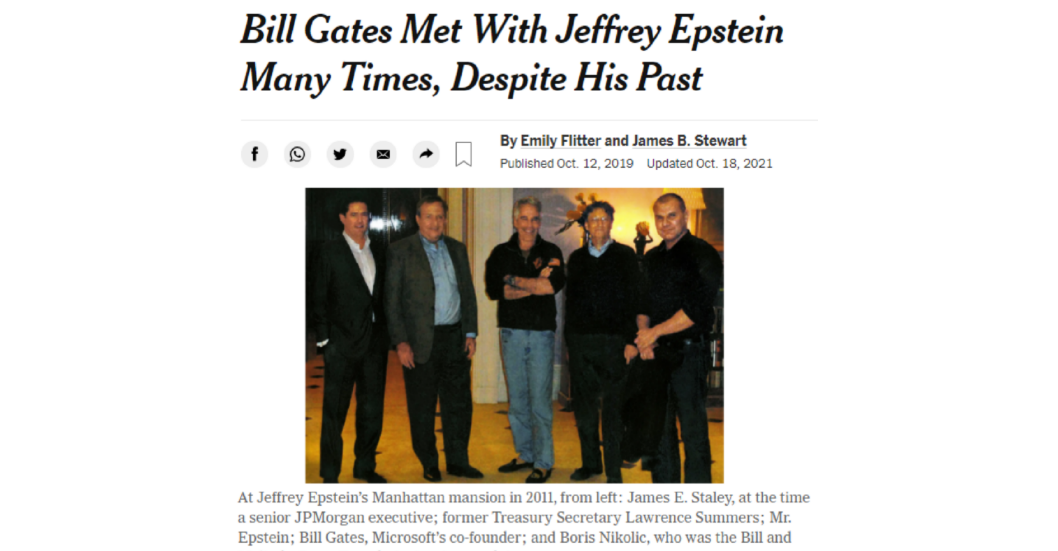 Bill Gates Met With Jeffrey Epstein
Many Times, Despite His Past
By Emily Flitter and James B. Stewart
Published Oct. 12, 2019 Updated Oct. 18, 2021
At Jeffrey Epstein's Manhattan mansion in 2011, from left: James E. Staley, at the time
a senior JPMorgan executive; former Treasury Secretary Lawrence Summers; Mr.
Epstein; Bill Gates, Microsoft's co-founder; and Boris Nikolic, who was the Bill and